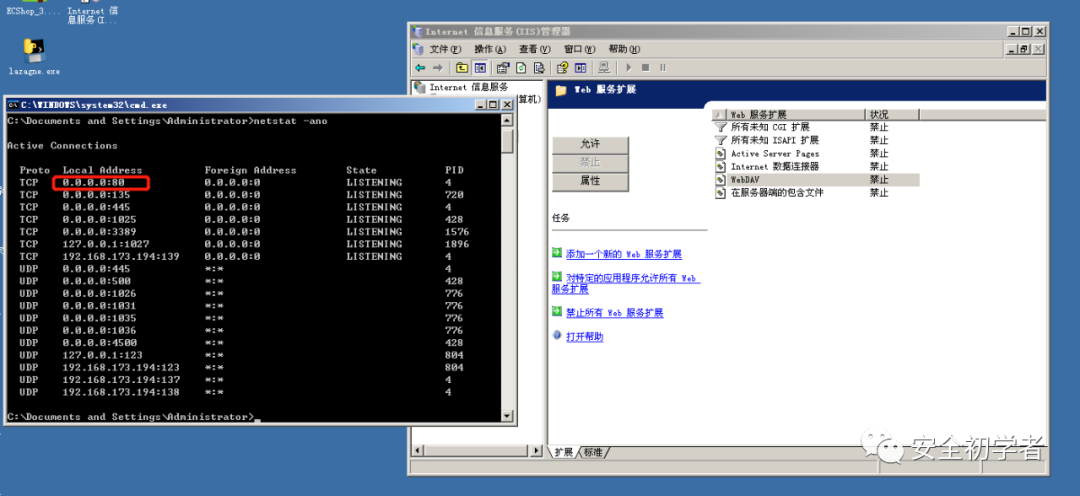 ECShop_3...
Internet 信
息服务(I...
lazagne.exe
C:\WINDOWS\system32\cmd.exe
C:\Documents and Settings\Administrator>netstat -ano
Active Connections
Proto Local Address Foreign Address State PID
TCP 0.0.0.0:80 0.0.0.0:0 LISTENING 4
TCP 0.0.0.0:135 0.0.0.0:0 LISTENING 720
TCP 0.0.0.0:445 0.0.0.0:0 LISTENING 4
TCP 0.0.0.0:1025 0.0.0.0:0 LISTENING 428
TCP 0.0.0.0:3389 0.0.0.0:0 LISTENING 1576
TCP 127.0.0.1:1027 0.0.0.0:0 LISTENING 1896
TCP 192.168.173.194:139 0.0.0.0:0 LISTENING 4
UDP 0.0.0.0:445 *:* 4
UDP 0.0.0.0:500 *:* 428
UDP 0.0.0.0:1026 *:* 776
UDP 0.0.0.0:1031 *:* 776
UDP 0.0.0.0:1035 *:* 776
UDP 0.0.0.0:1036 *:* 776
UDP 0.0.0.0:4500 *:* 428
UDP 127.0.0.1:123 *:* 804
UDP 192.168.173.194:123 *:* 804
UDP 192.168.173.194:137 *:* 4
UDP 192.168.173.194:138 *:* 4
C:\Documents and Settings\Administrator>_
Internet 信息服务(IIS)管理器
文件(F) 操作(A) 查看(V) 窗口(W) 帮助(H)
Internet 信息服务
算机)
Web 服务扩展
允许
禁止
属性
任务
添加一个新的 Web 服务扩展
对特定的应用程序允许所有 Web
服务扩展
禁止所有 Web 服务扩展
打开帮助
Web 服务扩展 状况
所有未知 CGI 扩展 禁止
所有未知 ISAPI 扩展 禁止
Active Server Pages 禁止
Internet 数据连接器 禁止
WebDAV 禁止
在服务器端的包含文件 禁止
扩展 标准
安全初学者